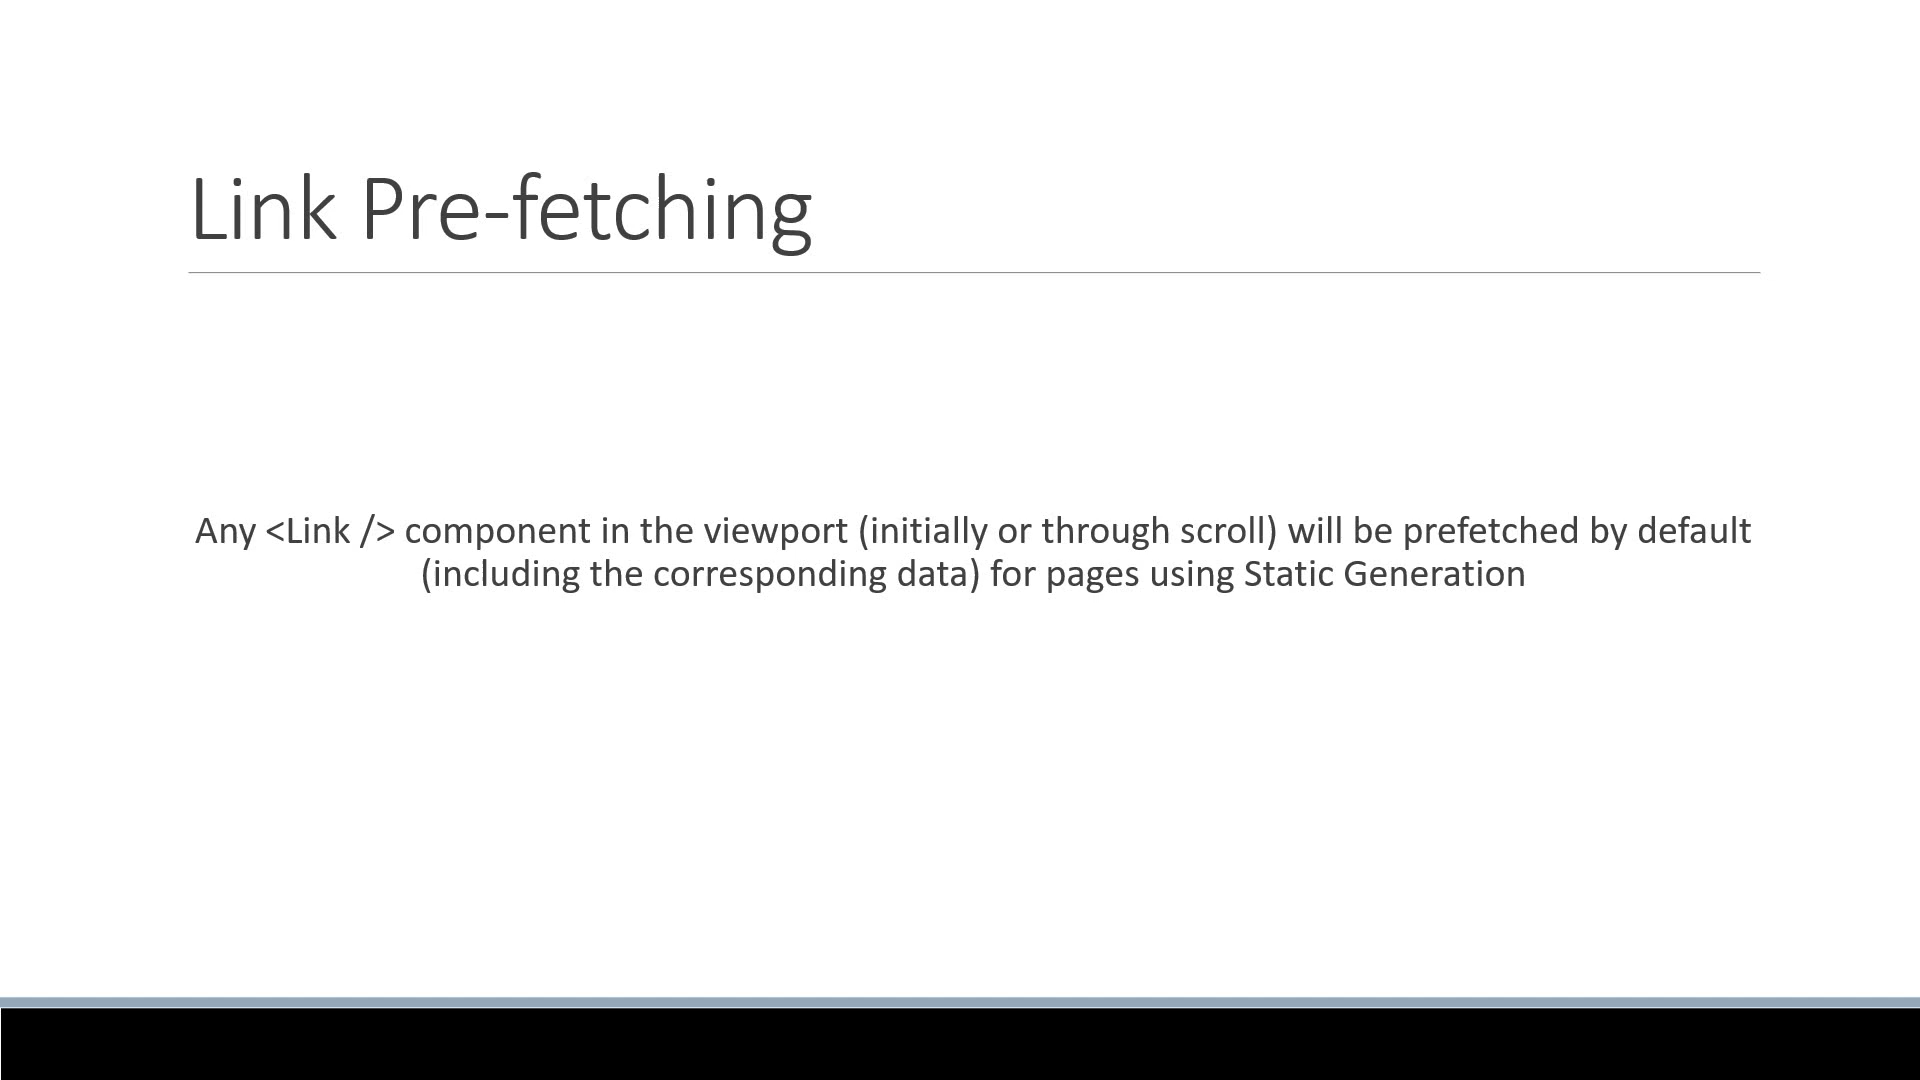 Link Pre-fetching
Any <Link /> component in the viewport (initially or through scroll) will be prefetched by default
(including the corresponding data) for pages using Static Generation